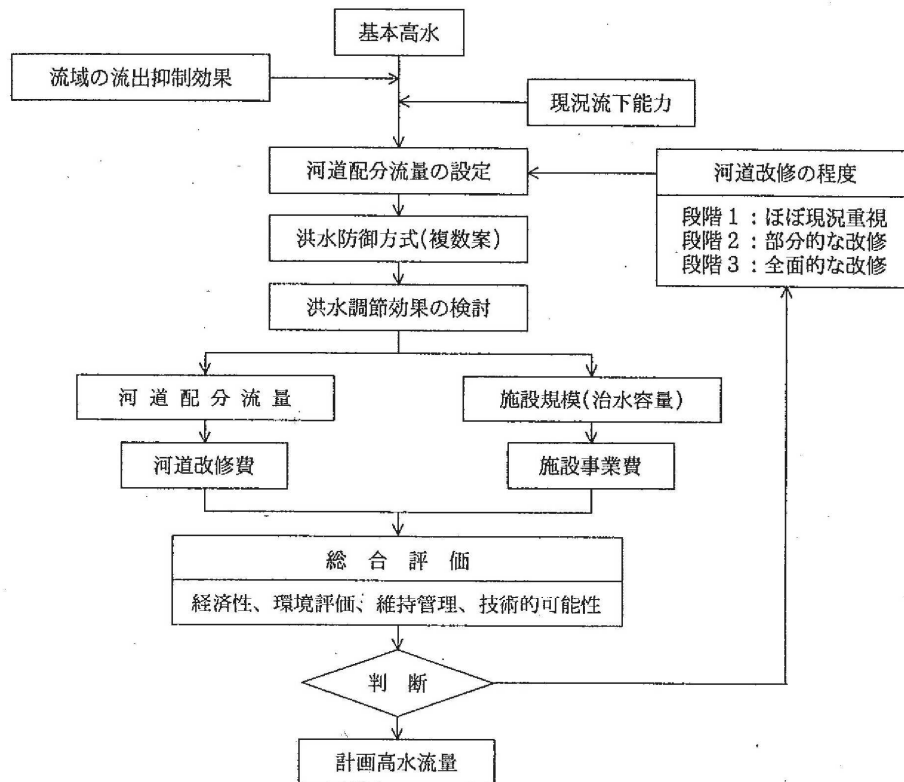 基本高水
流域の流出抑制効果
現況流下能力
河道配分流量の設定
河道改修の程度
段階1：ほぼ現況重視
段階2：部分的な改修
段階3：全面的な改修
洪水防御方式(複数案)
洪水調節効果の検討
河道配分流量
施設規模(治水容量)
河道改修費
施設事業費
総合評価
経済性、環境評価、維持管理、技術的可能性
判断
計画高水流量